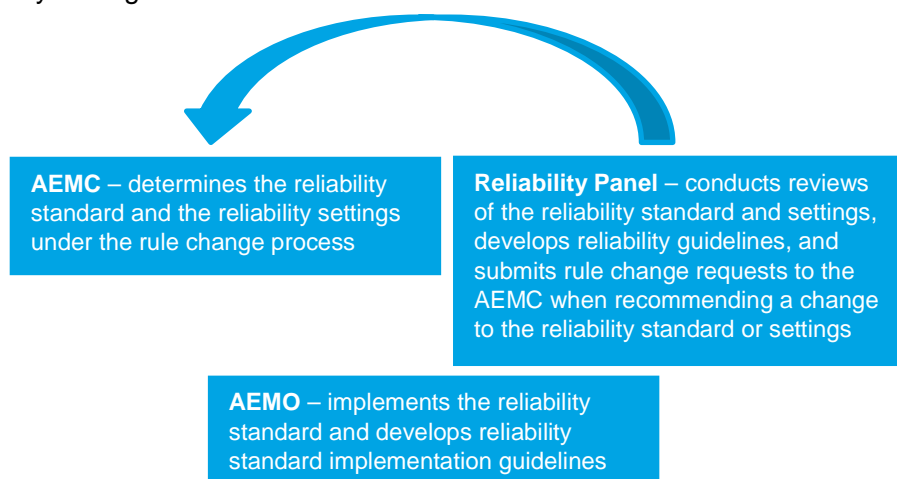 AEMC – determines the reliability
standard and the reliability settings
under the rule change process
Reliability Panel – conducts reviews
of the reliability standard and settings,
develops reliability guidelines, and
submits rule change requests to the
AEMC when recommending a change
to the reliability standard or settings
AEMO – implements the reliability
standard and develops reliability
standard implementation guidelines